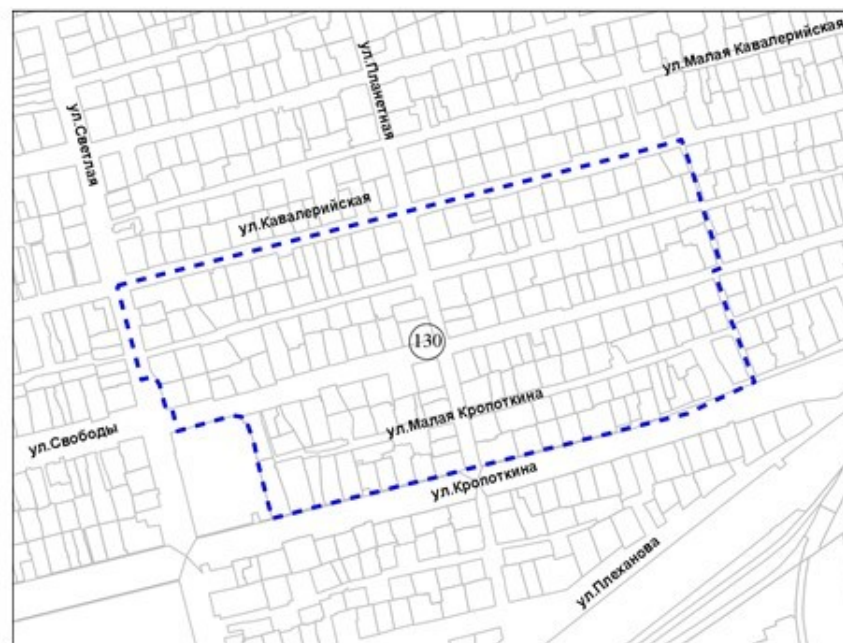 ул.Малая Кавалерийская
ул.Планетная
ул.Светлая
ул.Кавалерийская
130
ул.Малая Кропоткина
ул.Свободы
ул.Кропоткина
ул.Плеханова